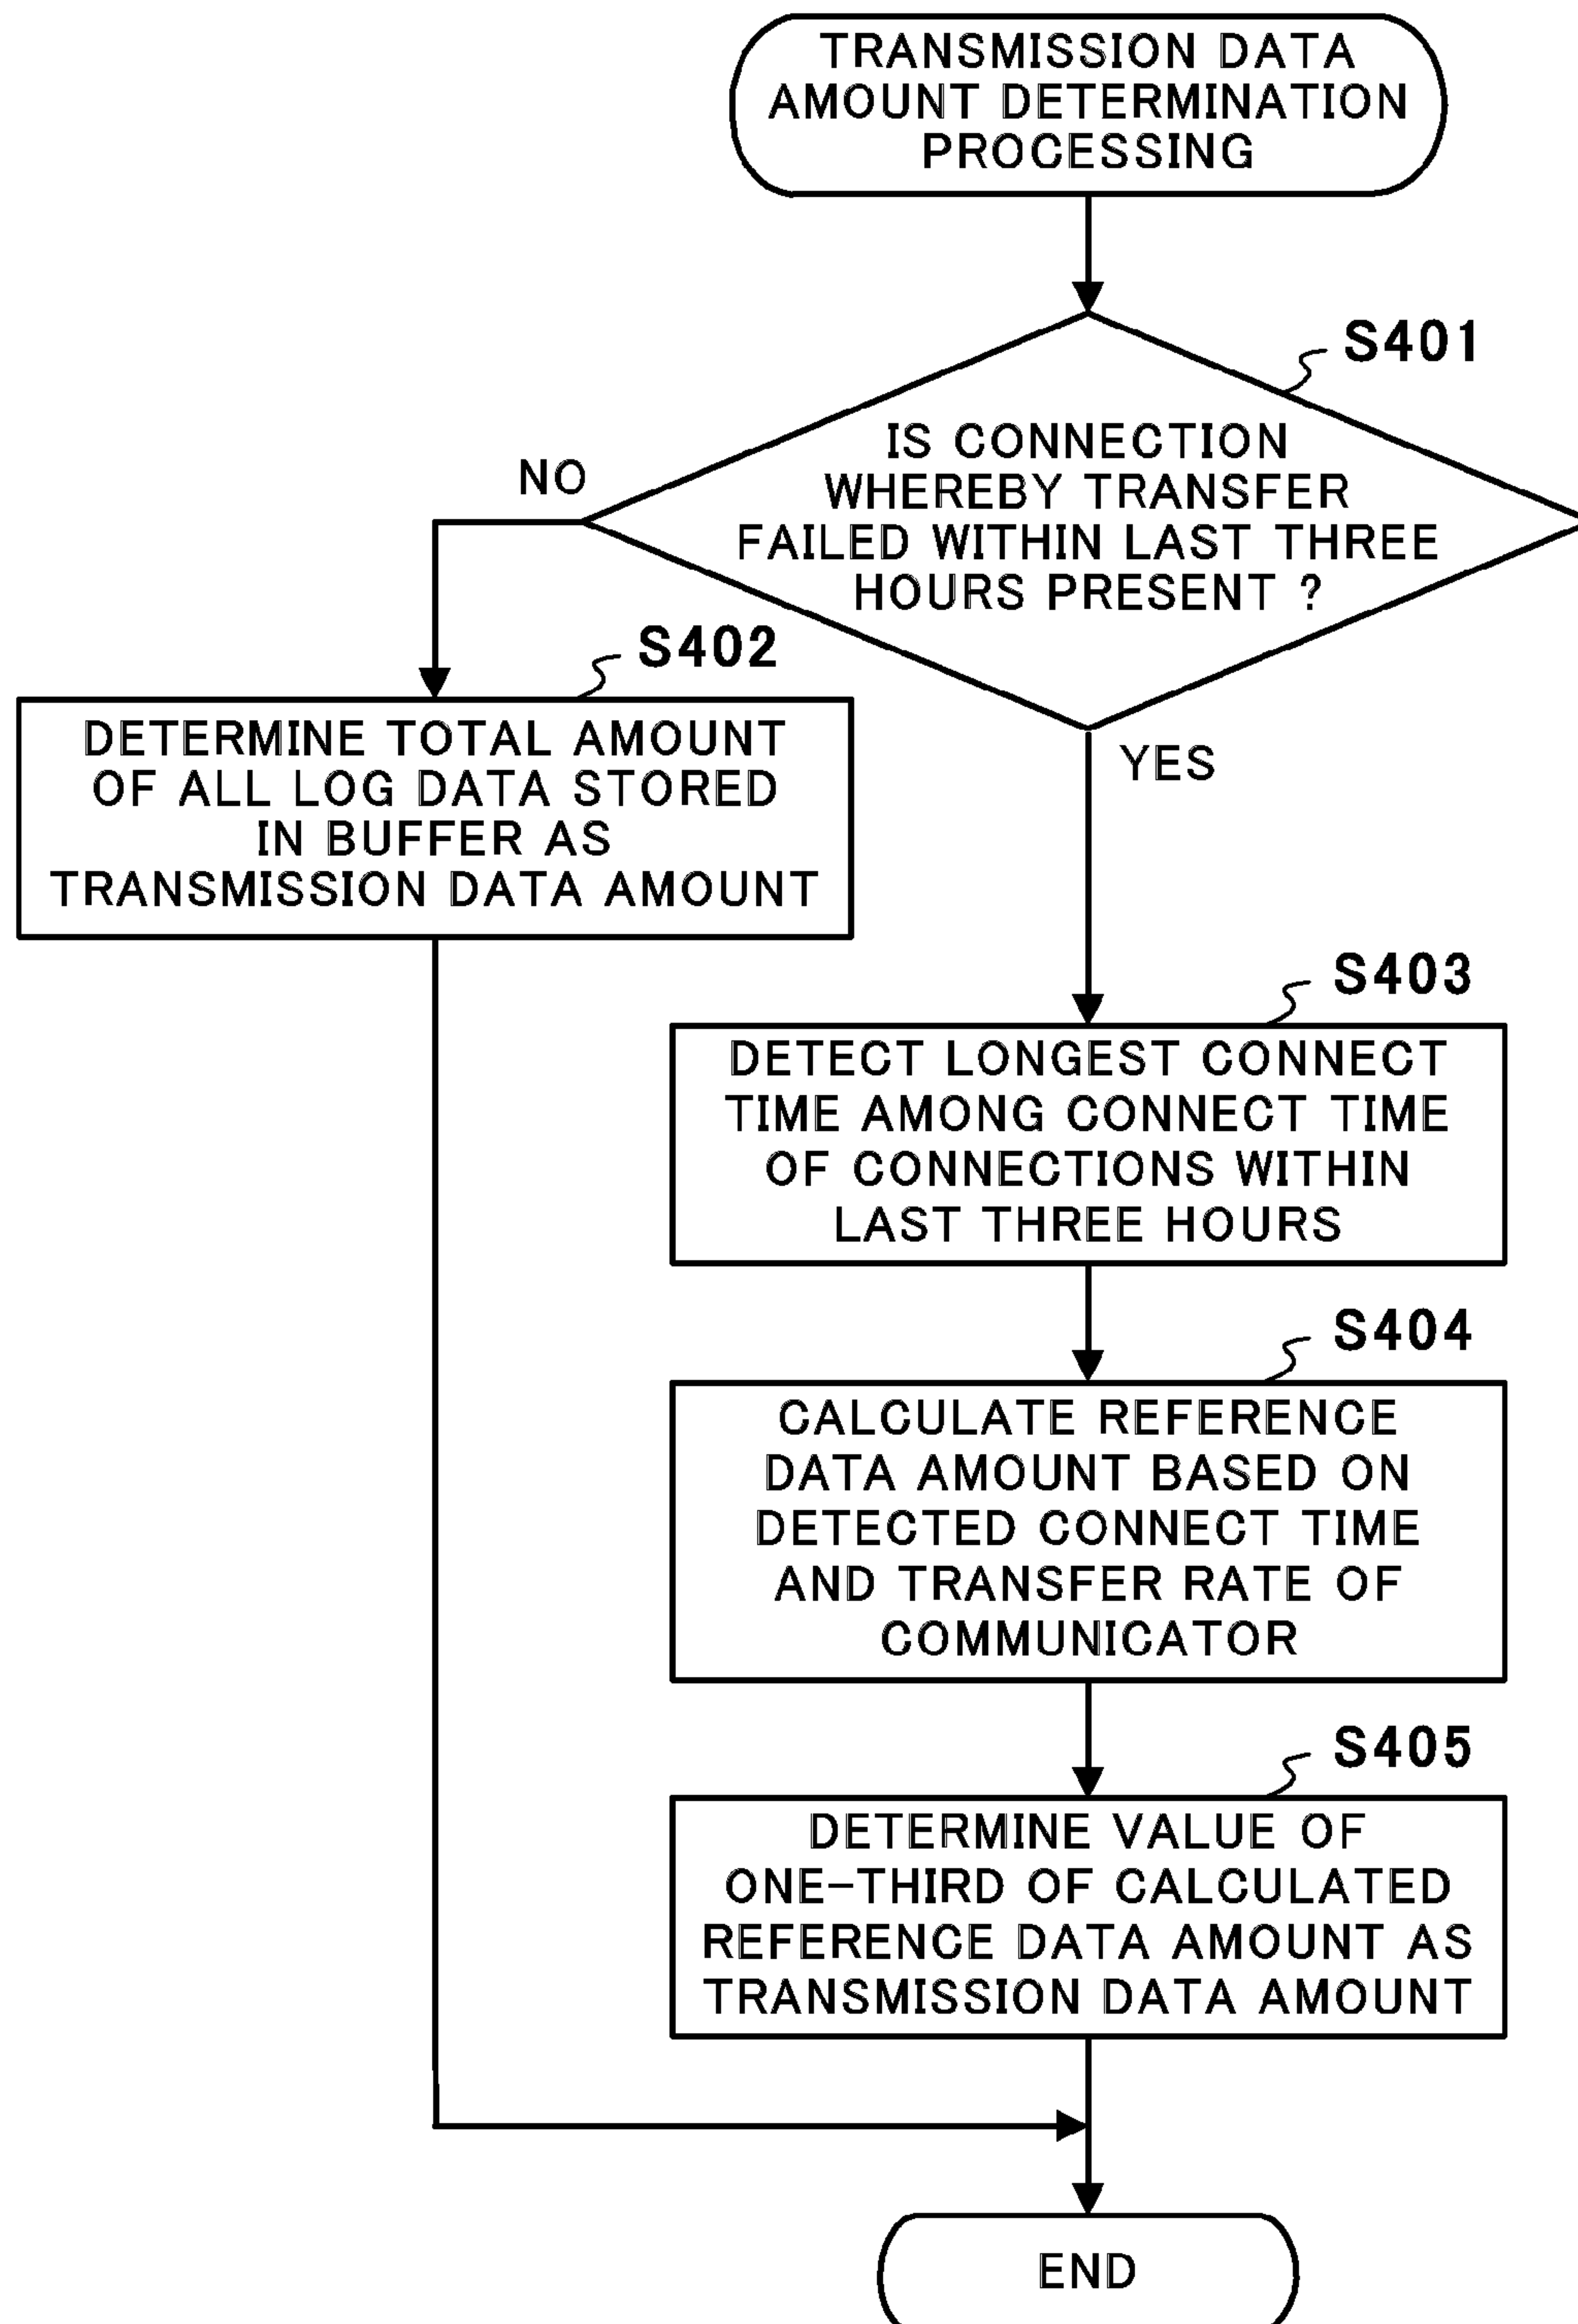 TRANSMISSION DATA
AMOUNT DETERMINATION
PROCESSING
S401
IS CONNECTION
WHEREBY TRANSFER
FAILED WITHIN LAST THREE
HOURS PRESENT ?
NO
YES
S402
DETERMINE TOTAL AMOUNT
OF ALL LOG DATA STORED
IN BUFFER AS
TRANSMISSION DATA AMOUNT
S403
DETECT LONGEST CONNECT
TIME AMONG CONNECT TIME
OF CONNECTIONS WITHIN
LAST THREE HOURS
S404
CALCULATE REFERENCE
DATA AMOUNT BASED ON
DETECTED CONNECT TIME
AND TRANSFER RATE OF
COMMUNICATOR
S405
DETERMINE VALUE OF
ONE-THIRD OF CALCULATED
REFERENCE DATA AMOUNT AS
TRANSMISSION DATA AMOUNT
END